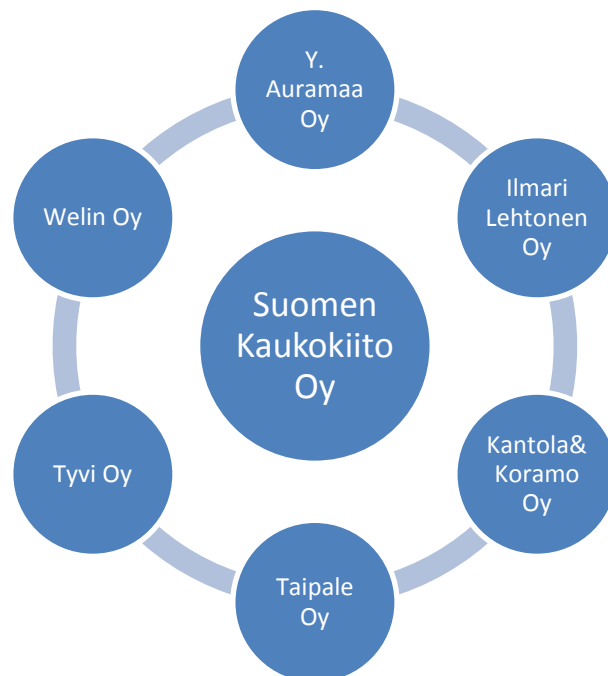 Y.
Auramaa
Oy
Ilmari
Lehtonen
Oy
Welin Oy
Suomen
Kaukokiito
Oy
Kantola&
Koramo
Oy
Tyvi Oy
Taipale
Oy